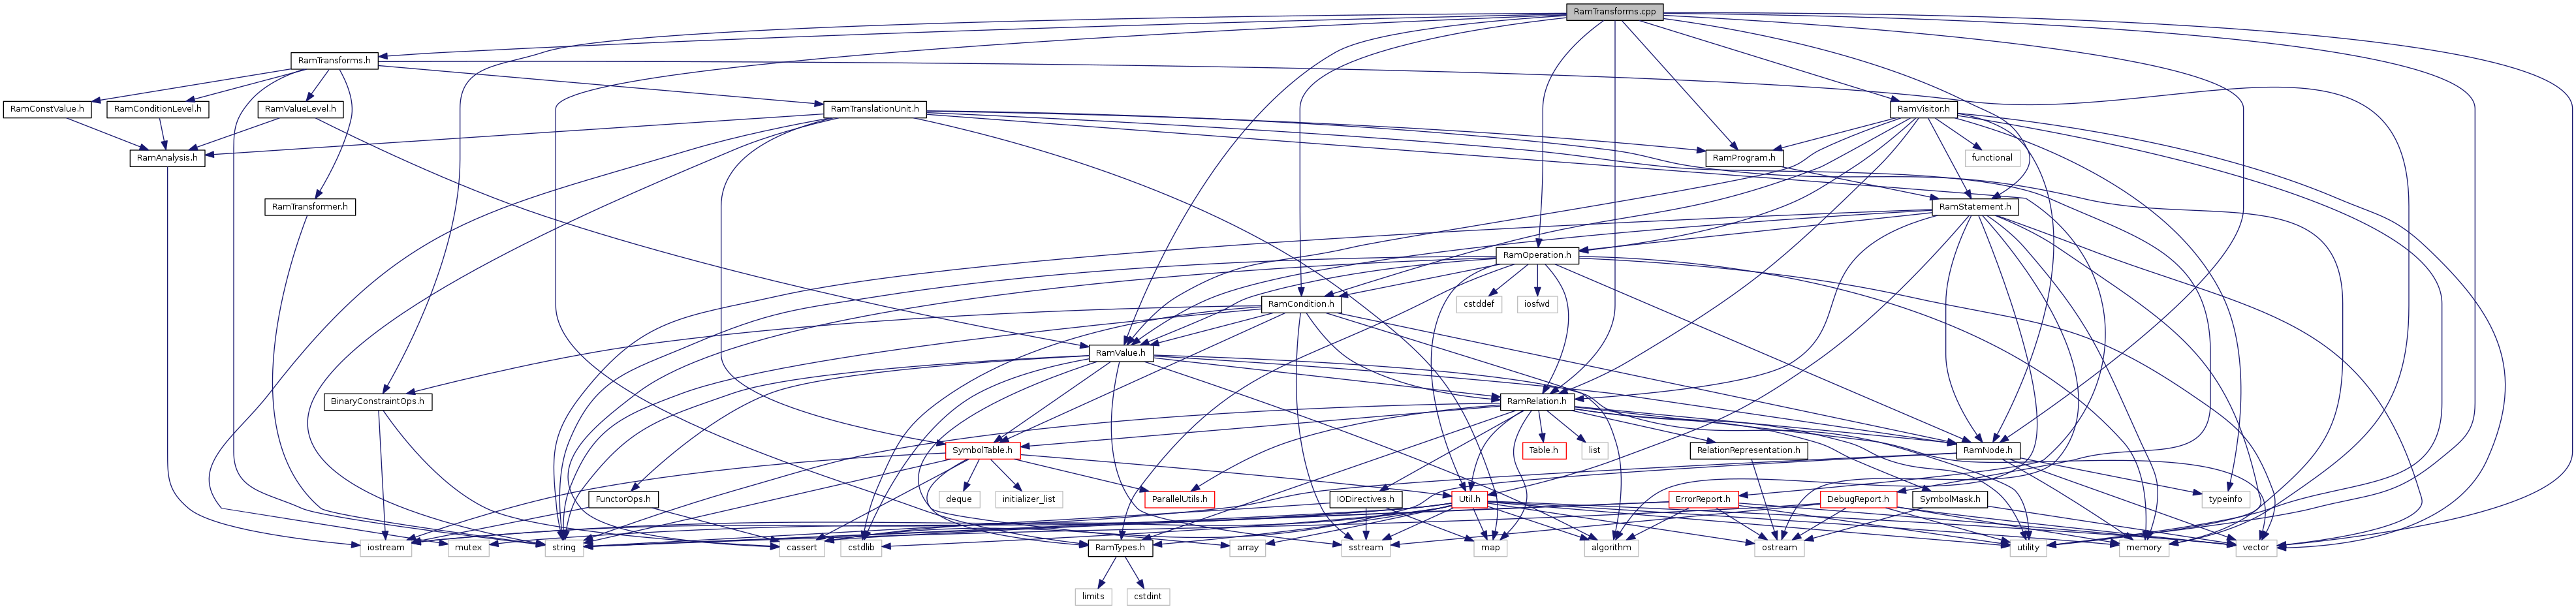 RamTransforms.cpp
RamTransforms.h
RamConstValue.h
RamConditionLevel.h
RamValueLevel.h
RamTranslationUnit.h
RamVisitor.h
RamAnalysis.h
RamProgram.h
functional
RamTransformer.h
RamStatement.h
RamOperation.h
RamCondition.h
cstddef
iosfwd
RamValue.h
BinaryConstraintOps.h
RamRelation.h
SymbolTable.h
Table.h
list
RelationRepresentation.h
RamNode.h
FunctorOps.h
deque
initializer_list
ParallelUtils.h
IODirectives.h
Util.h
ErrorReport.h
DebugReport.h
SymbolMask.h
typeinfo
iostream
mutex
string
cassert
cstdlib
RamTypes.h
array
sstream
map
algorithm
ostream
utility
memory
vector
limits
cstdint